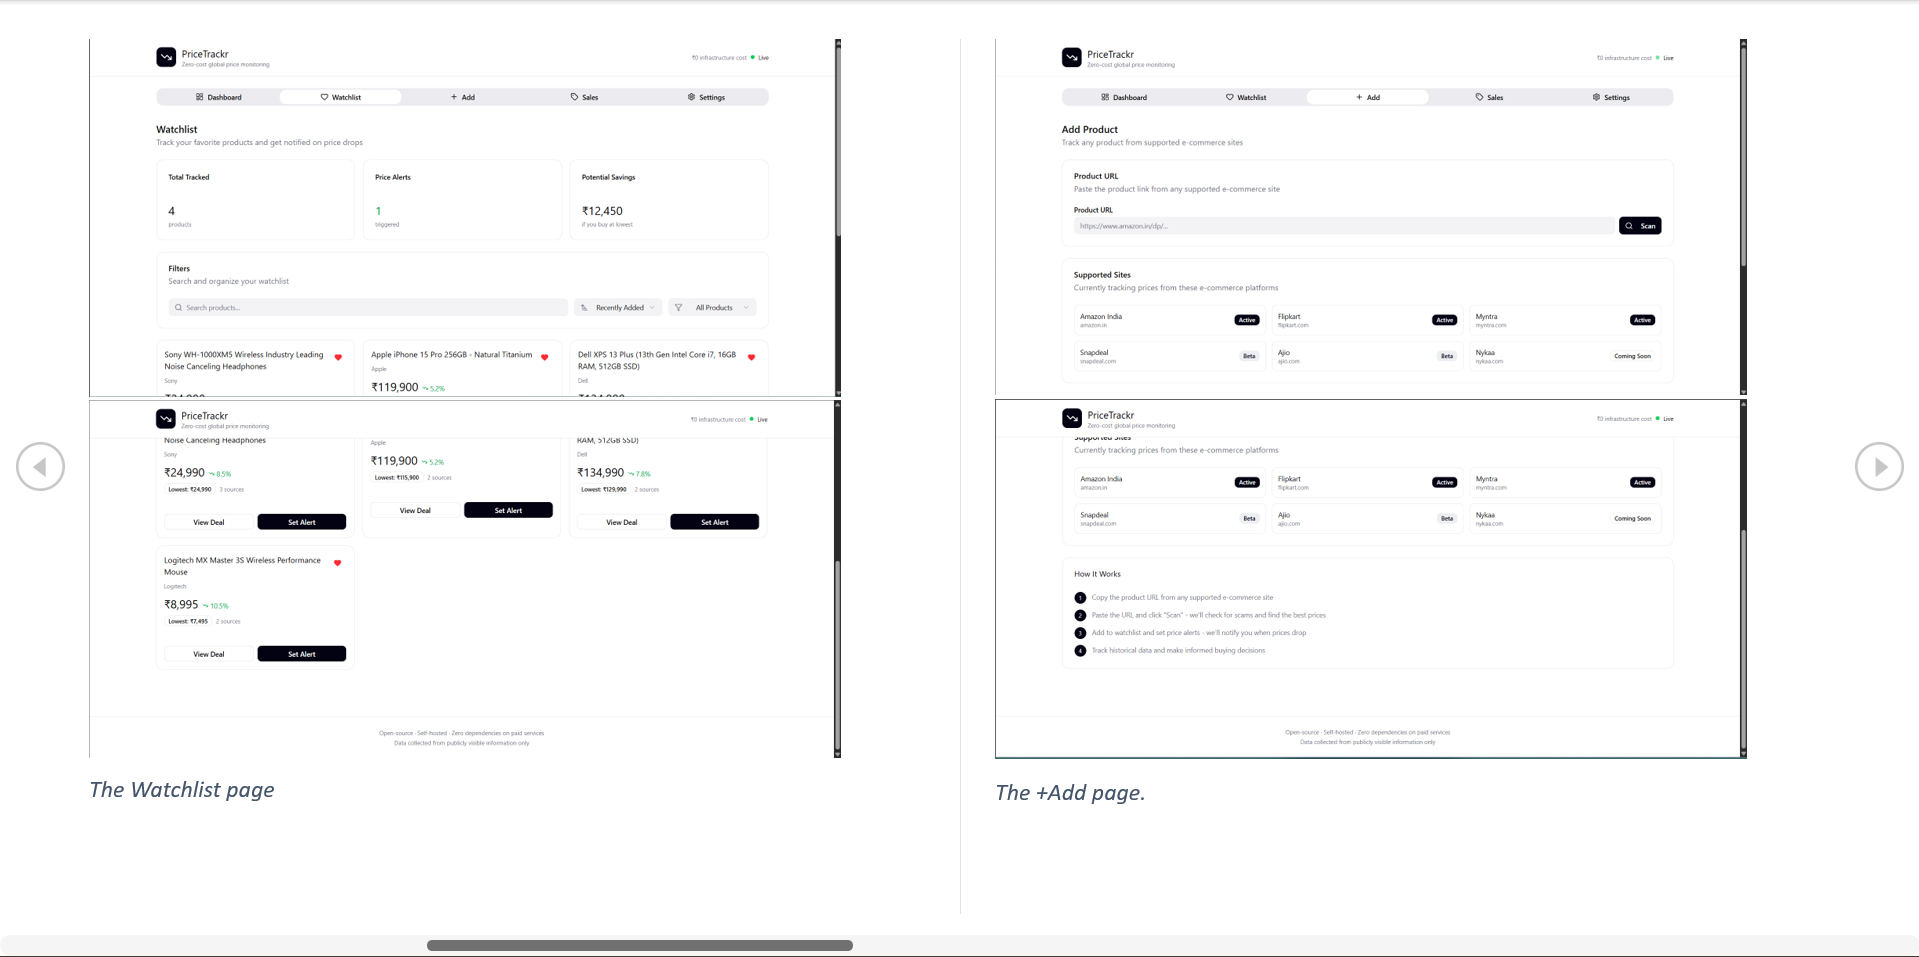 PriceTrackr
Zero-cost global price monitoring
₹0 infrastructure cost Live
Dashboard Watchlist + Add Sales Settings
Watchlist
Track your favorite products and get notified on price drops
Total Tracked
4
products
Price Alerts
1
triggered
Potential Savings
₹12,450
if you buy at lowest
Filters
Search and organize your watchlist
Search products...
Recently Added
All Products
Sony WH-1000XM5 Wireless Industry Leading
Noise Canceling Headphones
Sony
₹24,990
Apple iPhone 15 Pro 256GB - Natural Titanium
Apple
₹119,900 5.2%
Dell XPS 13 Plus (13th Gen Intel Core i7, 16GB
RAM, 512GB SSD)
Dell
₹134,990
PriceTrackr
Zero-cost global price monitoring
₹0 infrastructure cost Live
Noise Canceling Headphones
Sony
₹24,990 8.5%
Lowest: ₹24,990 3 sources
View Deal Set Alert
Apple
₹119,900 5.2%
Lowest: ₹115,900 2 sources
View Deal Set Alert
RAM, 512GB SSD)
Dell
₹134,990 7.8%
Lowest: ₹129,990 2 sources
View Deal Set Alert
Logitech MX Master 3S Wireless Performance
Mouse
Logitech
₹8,995 10.5%
Lowest: ₹7,495 2 sources
View Deal Set Alert
Open-source · Self-hosted · Zero dependencies on paid services
Data collected from publicly visible information only
The Watchlist page
PriceTrackr
Zero-cost global price monitoring
₹0 infrastructure cost Live
Dashboard Watchlist + Add Sales Settings
Add Product
Track any product from supported e-commerce sites
Product URL
Paste the product link from any supported e-commerce site
Product URL
https://www.amazon.in/dp/...
Scan
Supported Sites
Currently tracking prices from these e-commerce platforms
Amazon India
amazon.in
Active
Flipkart
flipkart.com
Active
Myntra
myntra.com
Active
Snapdeal
snapdeal.com
Beta
Ajio
ajio.com
Beta
Nykaa
nykaa.com
Coming Soon
PriceTrackr
Zero-cost global price monitoring
₹0 infrastructure cost Live
Supported Sites
Currently tracking prices from these e-commerce platforms
Amazon India
amazon.in
Active
Flipkart
flipkart.com
Active
Myntra
myntra.com
Active
Snapdeal
snapdeal.com
Beta
Ajio
ajio.com
Beta
Nykaa
nykaa.com
Coming Soon
How It Works
1 Copy the product URL from any supported e-commerce site
2 Paste the URL and click "Scan" - we'll check for scams and find the best prices
3 Add to watchlist and set price alerts - we'll notify you when prices drop
4 Track historical data and make informed buying decisions
Open-source · Self-hosted · Zero dependencies on paid services
Data collected from publicly visible information only
The +Add page.